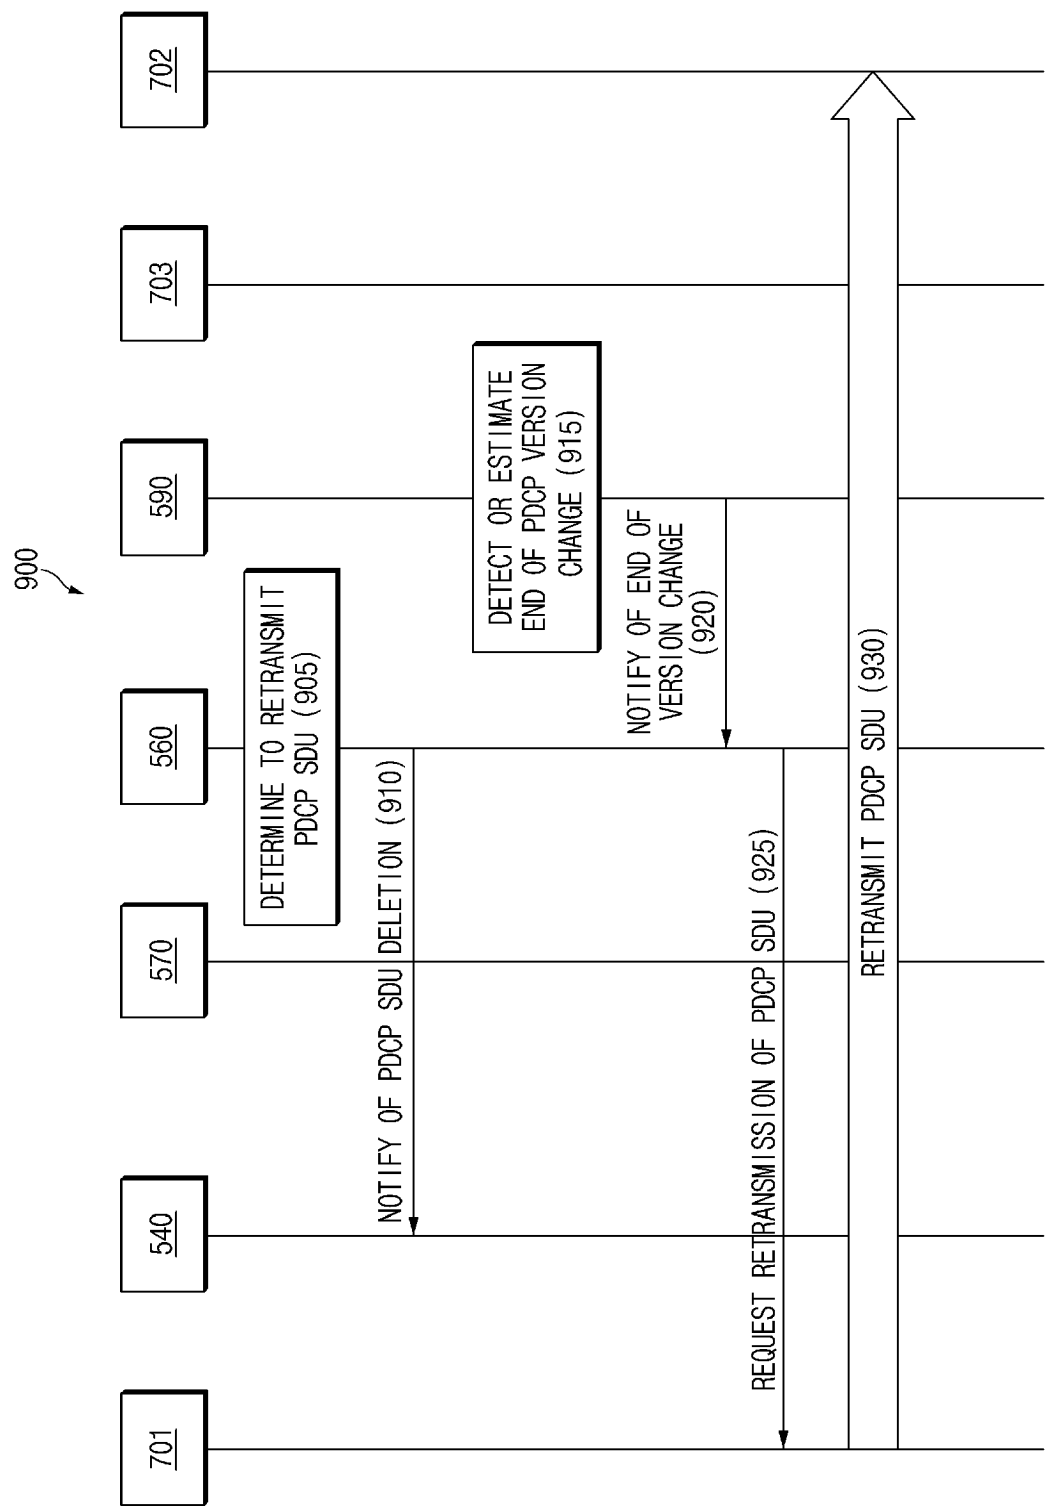 900
701
540
570
560
590
703
702
DETERMINE TO RETRANSMIT
PDCP SDU (905)
NOTIFY OF PDCP SDU DELETION (910)
DETECT OR ESTIMATE
END OF PDCP VERSION
CHANGE (915)
NOTIFY OF END OF
VERSION CHANGE
(920)
REQUEST RETRANSMISSION OF PDCP SDU (925)
RETRANSMIT PDCP SDU (930)